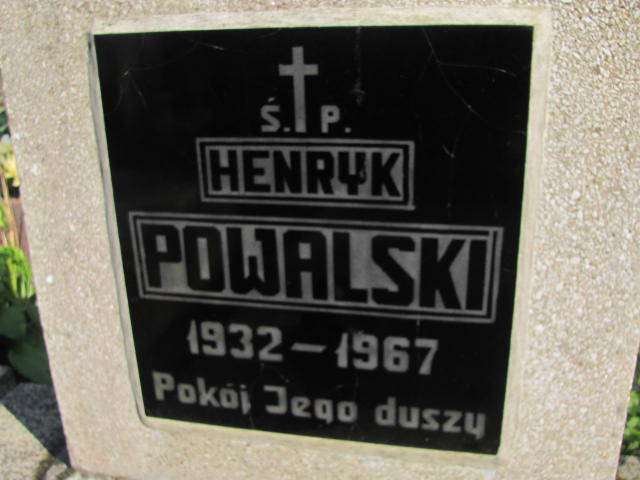 Ś. P.
HENRYK
POWALSKI
1932-1967
Pokój Jego duszy